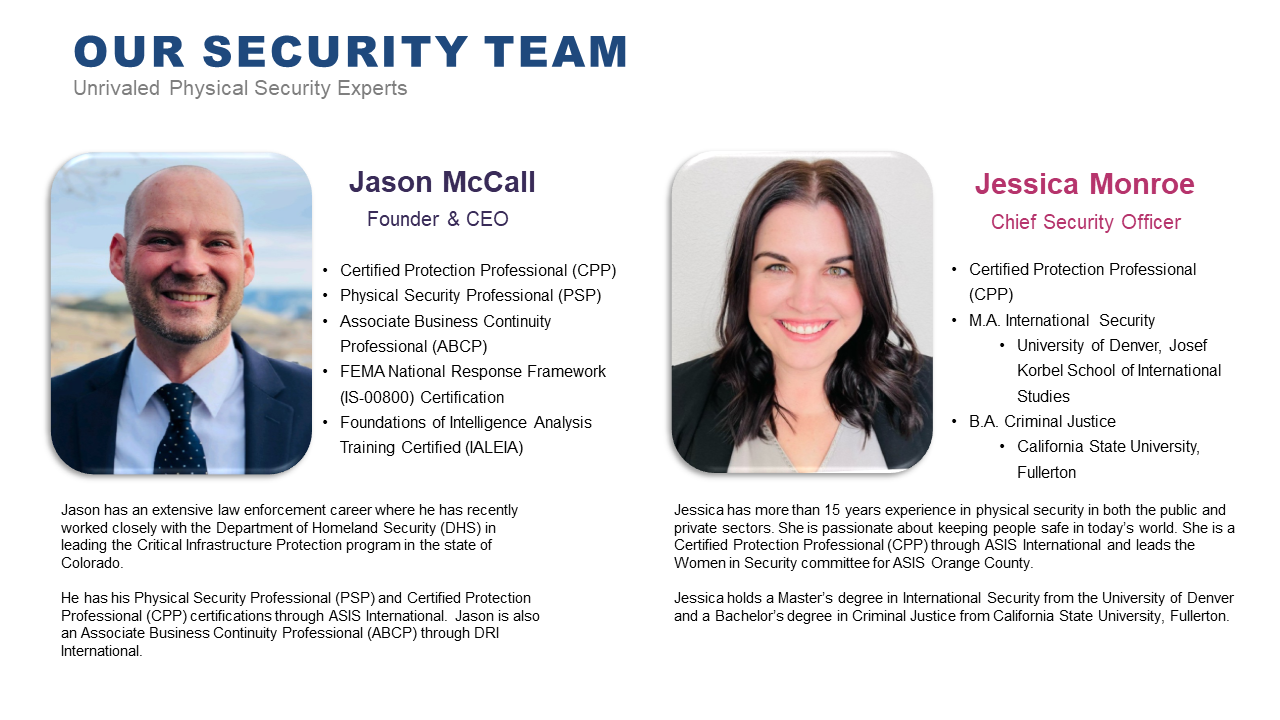 OUR SECURITY TEAM
Unrivaled Physical Security Experts
Jason McCall
Founder & CEO
• Certified Protection Professional (CPP)
• Physical Security Professional (PSP)
• Associate Business Continuity
Professional (ABCP)
• FEMA National Response Framework
(IS-00800) Certification
• Foundations of Intelligence Analysis
Training Certified (IALEIA)
Jason has an extensive law enforcement career where he has recently
worked closely with the Department of Homeland Security (DHS) in
leading the Critical Infrastructure Protection program in the state of
Colorado.
He has his Physical Security Professional (PSP) and Certified Protection
Professional (CPP) certifications through ASIS International. Jason is also
an Associate Business Continuity Professional (ABCP) through DRI
International.
Jessica Monroe
Chief Security Officer
• Certified Protection Professional
(CPP)
• M.A. International Security
• University of Denver, Josef
Korbel School of International
Studies
• B.A. Criminal Justice
• California State University,
Fullerton
Jessica has more than 15 years experience in physical security in both the public and
private sectors. She is passionate about keeping people safe in today's world. She is a
Certified Protection Professional (CPP) through ASIS International and leads the
Women in Security committee for ASIS Orange County.
Jessica holds a Master's degree in International Security from the University of Denver
and a Bachelor's degree in Criminal Justice from California State University, Fullerton.